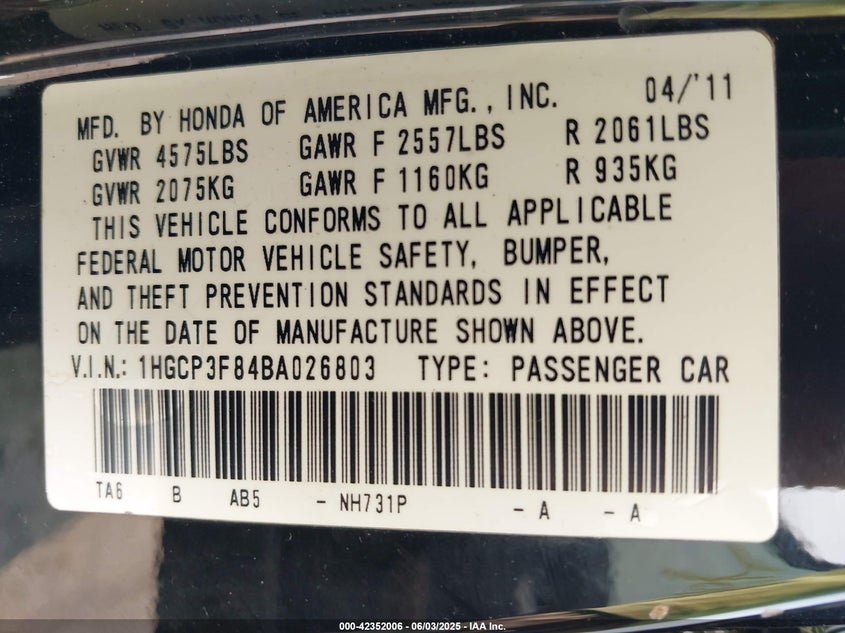 MFD. BY HONDA OF AMERICA MFG., INC. 04/'11
GVWR 4575LBS GAWR F 2557LBS R 2061LBS
GVWR 2075KG GAWR F 1160KG R 935KG
THIS VEHICLE CONFORMS TO ALL APPLICABLE
FEDERAL MOTOR VEHICLE SAFETY, BUMPER,
AND THEFT PREVENTION STANDARDS IN EFFECT
ON THE DATE OF MANUFACTURE SHOWN ABOVE.
V.I.N.: 1HGCP3F84BA026803 TYPE: PASSENGER CAR
TA6 B AB5 - NH731P - A - A
000-42352006 - 06/03/2025 - IAA Inc.